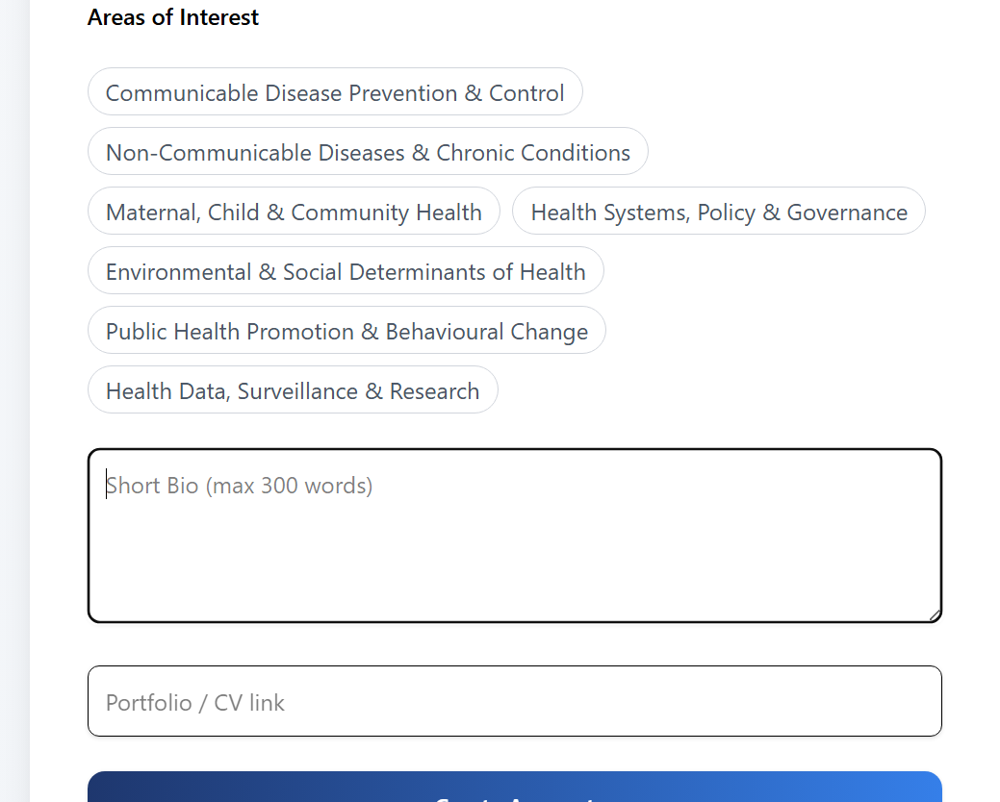 Areas of Interest
Communicable Disease Prevention & Control
Non-Communicable Diseases & Chronic Conditions
Maternal, Child & Community Health
Health Systems, Policy & Governance
Environmental & Social Determinants of Health
Public Health Promotion & Behavioural Change
Health Data, Surveillance & Research
Short Bio (max 300 words)
Portfolio / CV link